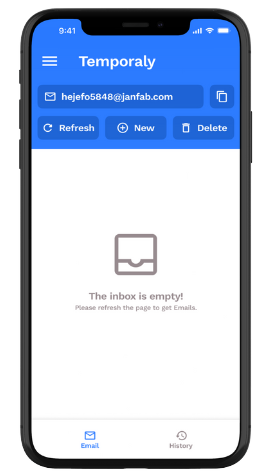 9:41
Temporaly
hejefo5848@janfab.com
Refresh
New
Delete
The inbox is empty!
Please refresh the page to get Emails.
Email
History